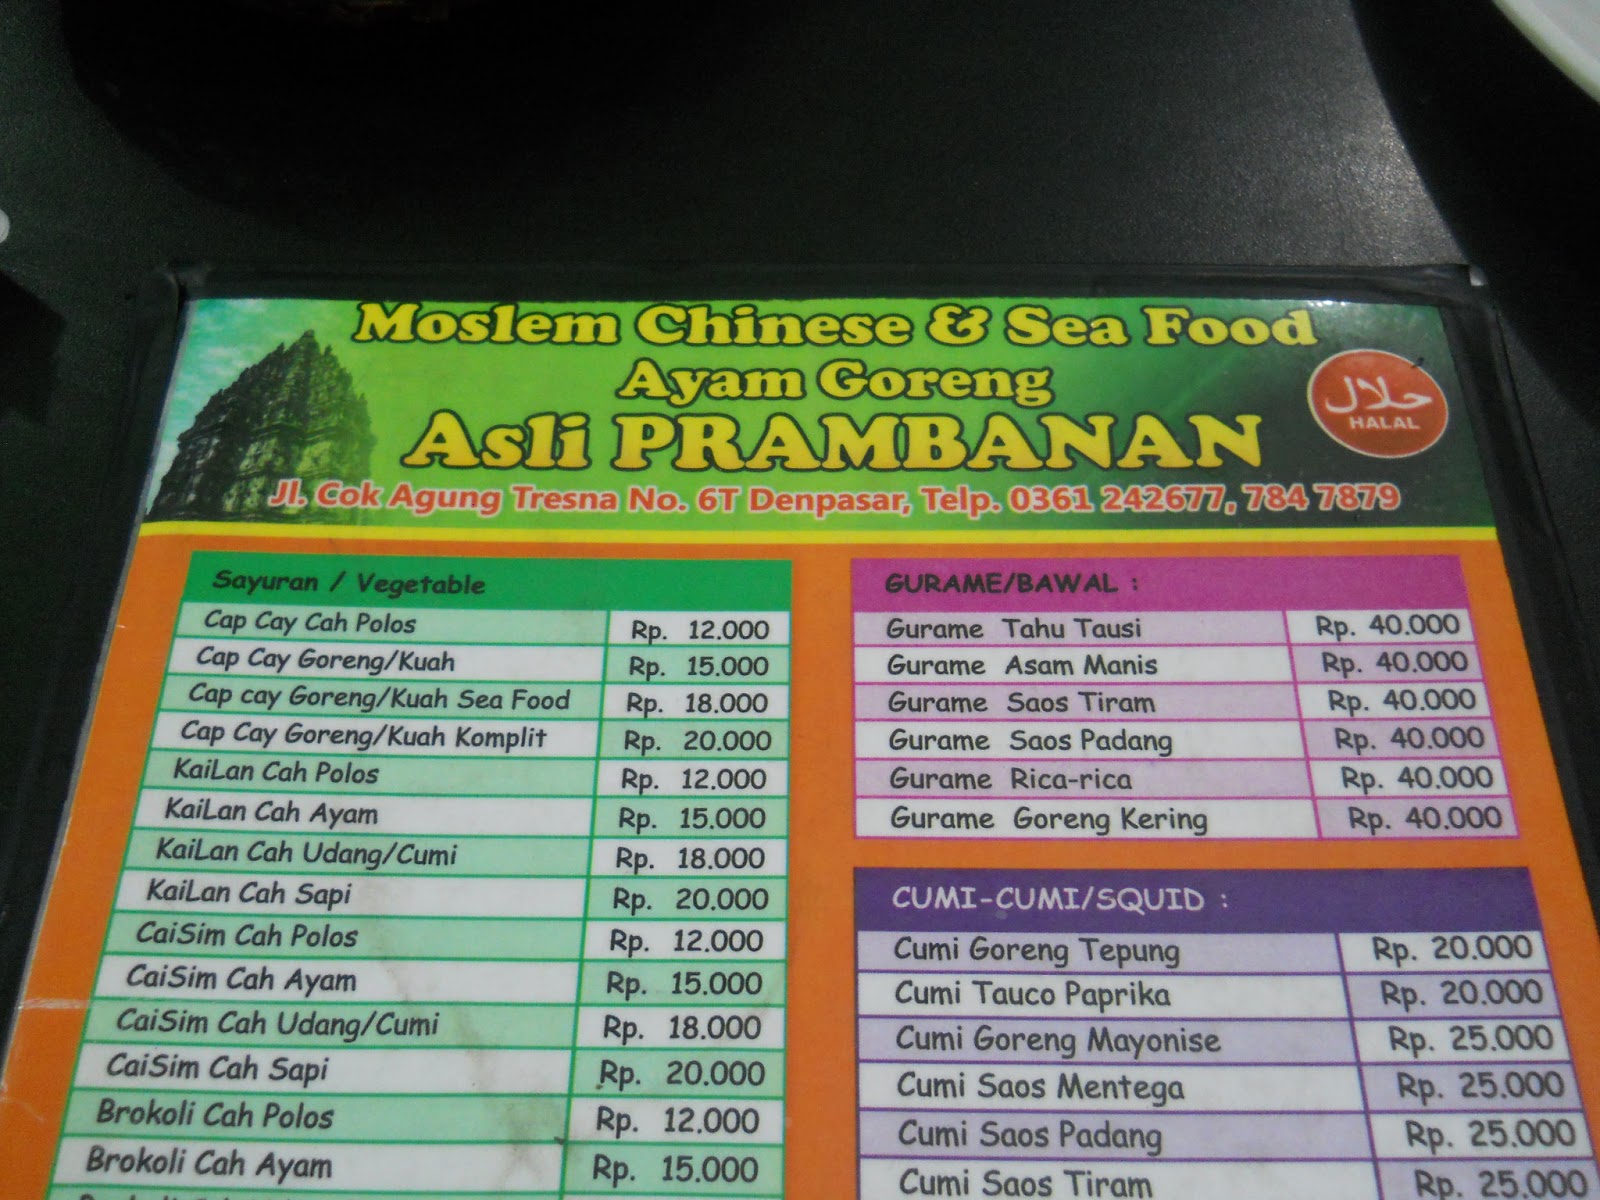 Moslem Chinese & Sea Food
Ayam Goreng
Asli PRAMBANAN
حلال
HALAL
Jl. Cok Agung Tresna No. 6T Denpasar, Telp. 0361 242677, 784 7879
Sayuran / Vegetable
Cap Cay Cah Polos Rp. 12.000
Cap Cay Goreng/Kuah Rp. 15.000
Cap cay Goreng/Kuah Sea Food Rp. 18.000
Cap Cay Goreng/Kuah Komplit Rp. 20.000
KaiLan Cah Polos Rp. 12.000
KaiLan Cah Ayam Rp. 15.000
KaiLan Cah Udang/Cumi Rp. 18.000
KaiLan Cah Sapi Rp. 20.000
CaiSim Cah Polos Rp. 12.000
CaiSim Cah Ayam Rp. 15.000
CaiSim Cah Udang/Cumi Rp. 18.000
CaiSim Cah Sapi Rp. 20.000
Brokoli Cah Polos Rp. 12.000
Brokoli Cah Ayam Rp. 15.000
GURAME/BAWAL :
Gurame Tahu Tausi Rp. 40.000
Gurame Asam Manis Rp. 40.000
Gurame Saos Tiram Rp. 40.000
Gurame Saos Padang Rp. 40.000
Gurame Rica-rica Rp. 40.000
Gurame Goreng Kering Rp. 40.000
CUMI-CUMI/SQUID :
Cumi Goreng Tepung Rp. 20.000
Cumi Tauco Paprika Rp. 20.000
Cumi Goreng Mayonise Rp. 25.000
Cumi Saos Mentega Rp. 25.000
Cumi Saos Padang Rp. 25.000
Cumi Saos Tiram Rp. 25.000